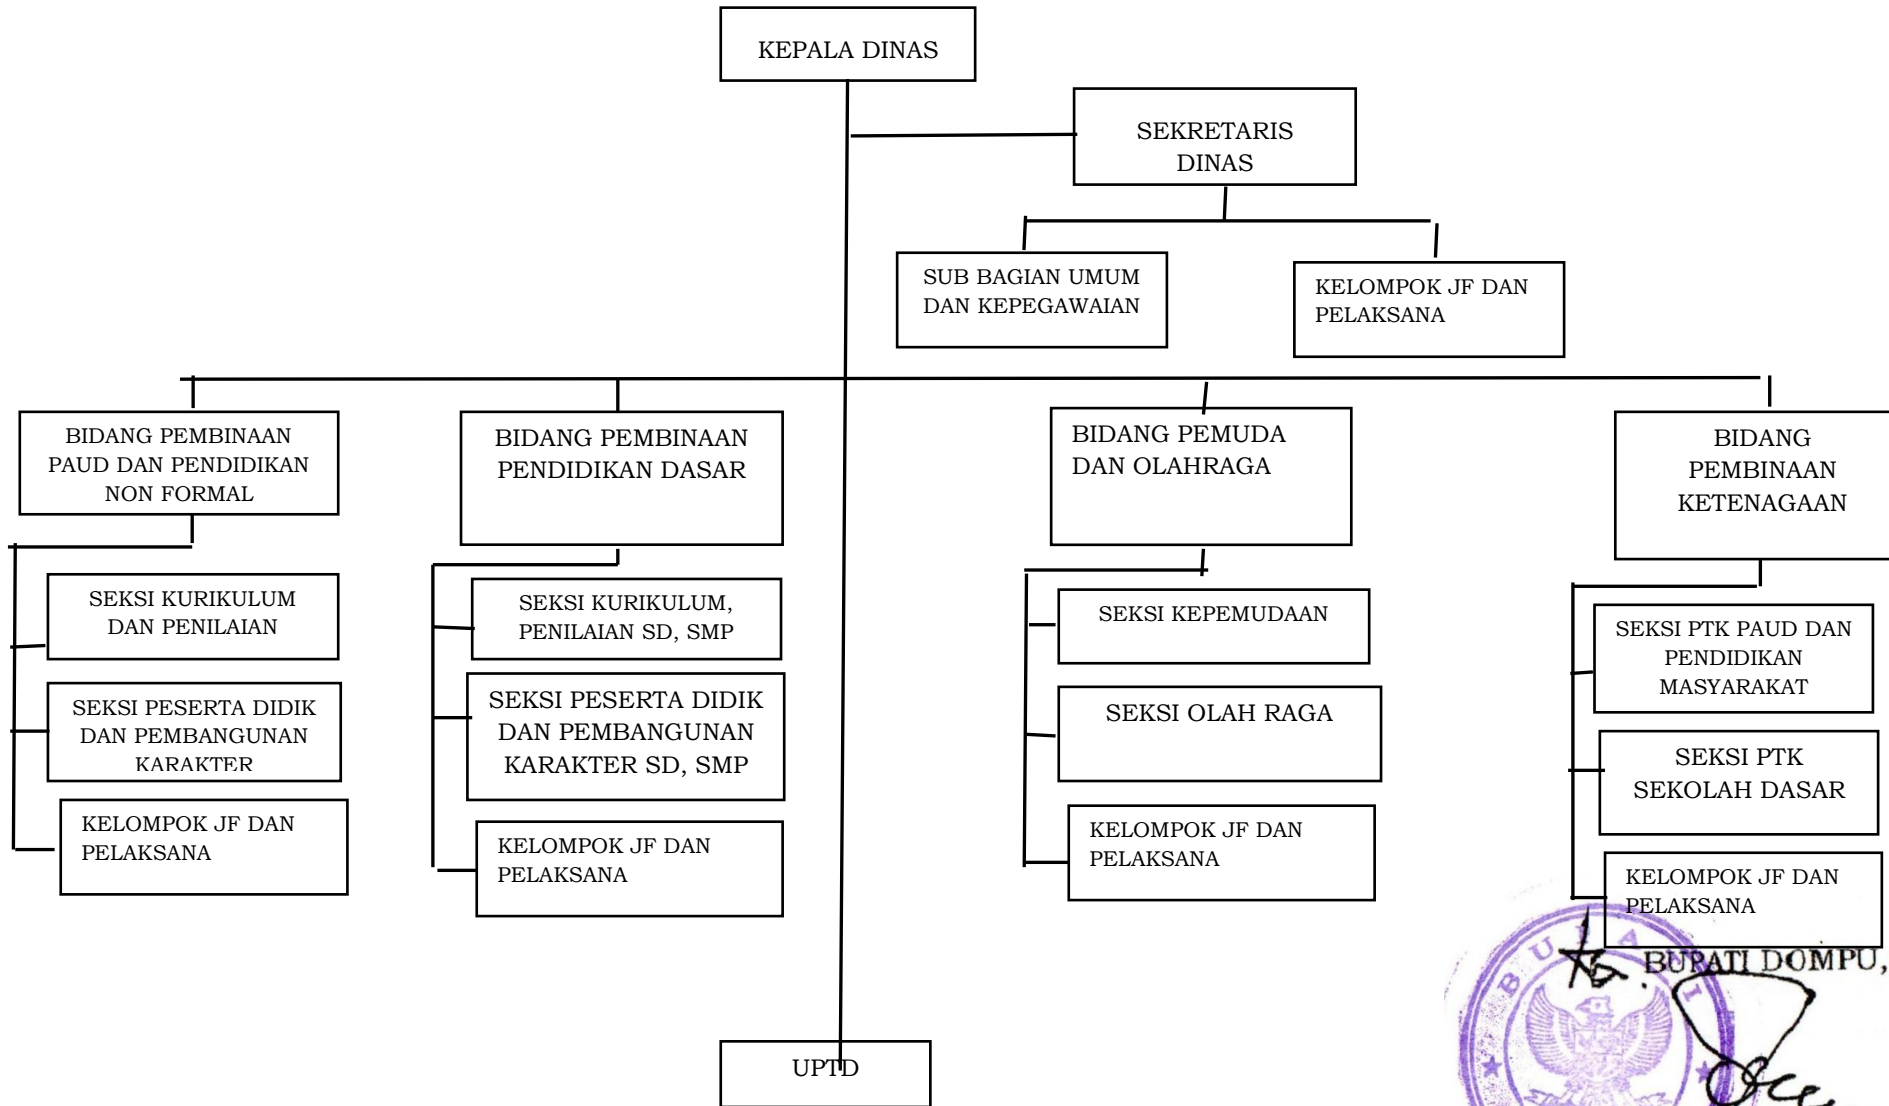 KEPALA DINAS
SEKRETARIS
DINAS
SUB BAGIAN UMUM
DAN KEPEGAWAIAN
KELOMPOK JF DAN
PELAKSANA
BIDANG PEMBINAAN
PAUD DAN PENDIDIKAN
NON FORMAL
SEKSI KURIKULUM
DAN PENILAIAN
SEKSI PESERTA DIDIK
DAN PEMBANGUNAN
KARAKTER
KELOMPOK JF DAN
PELAKSANA
BIDANG PEMBINAAN
PENDIDIKAN DASAR
SEKSI KURIKULUM,
PENILAIAN SD, SMP
SEKSI PESERTA DIDIK
DAN PEMBANGUNAN
KARAKTER SD, SMP
KELOMPOK JF DAN
PELAKSANA
BIDANG PEMUDA
DAN OLAHRAGA
SEKSI KEPEMUDAAN
SEKSI OLAH RAGA
KELOMPOK JF DAN
PELAKSANA
BIDANG
PEMBINAAN
KETENAGAAN
SEKSI PTK PAUD DAN
PENDIDIKAN
MASYARAKAT
SEKSI PTK
SEKOLAH DASAR
KELOMPOK JF DAN
PELAKSANA
UPTD
BUPATI DOMPU,
BUPATI